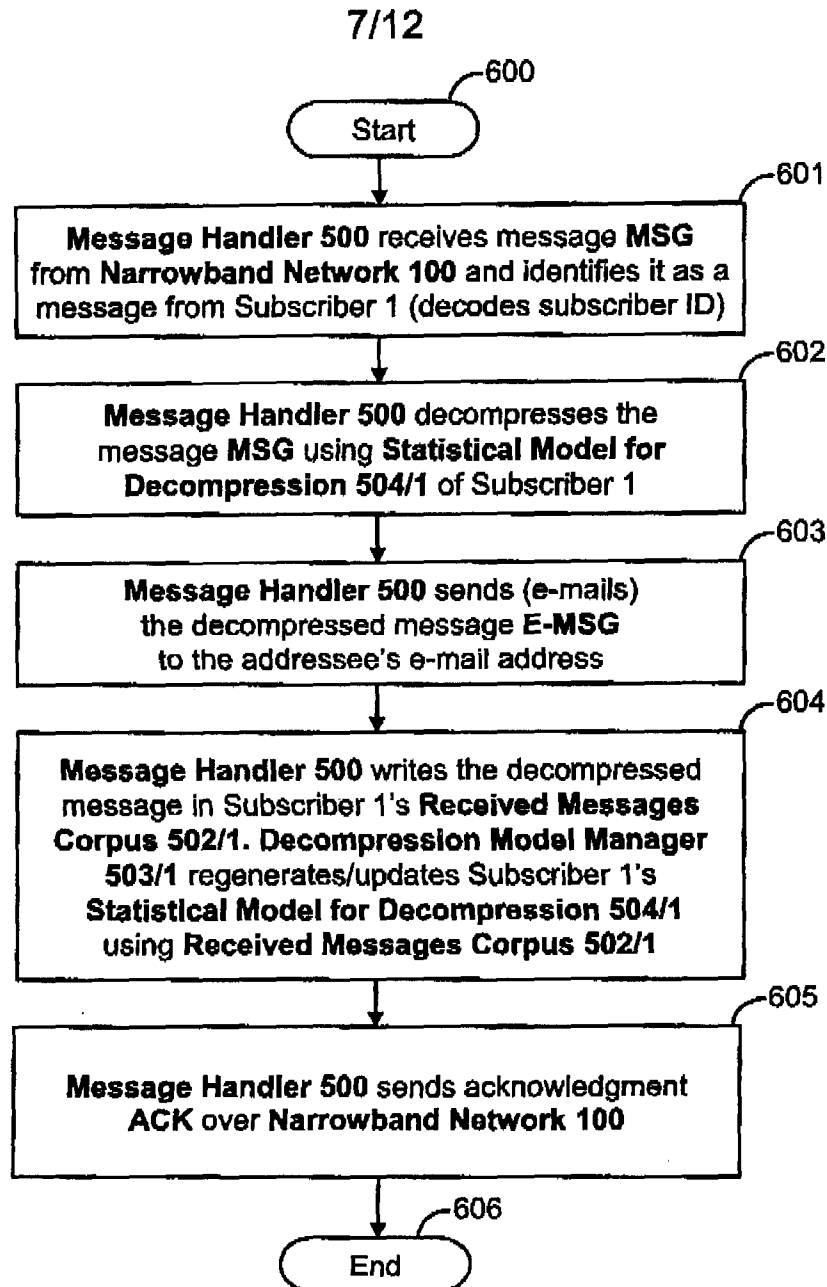 7/12
600
Start
601
Message Handler 500 receives message MSG
from Narrowband Network 100 and identifies it as a
message from Subscriber 1 (decodes subscriber ID)
602
Message Handler 500 decompresses the
message MSG using Statistical Model for
Decompression 504/1 of Subscriber 1
603
Message Handler 500 sends (e-mails)
the decompressed message E-MSG
to the addressee's e-mail address
604
Message Handler 500 writes the decompressed
message in Subscriber 1's Received Messages
Corpus 502/1. Decompression Model Manager
503/1 regenerates/updates Subscriber 1's
Statistical Model for Decompression 504/1
using Received Messages Corpus 502/1
605
Message Handler 500 sends acknowledgment
ACK over Narrowband Network 100
606
End